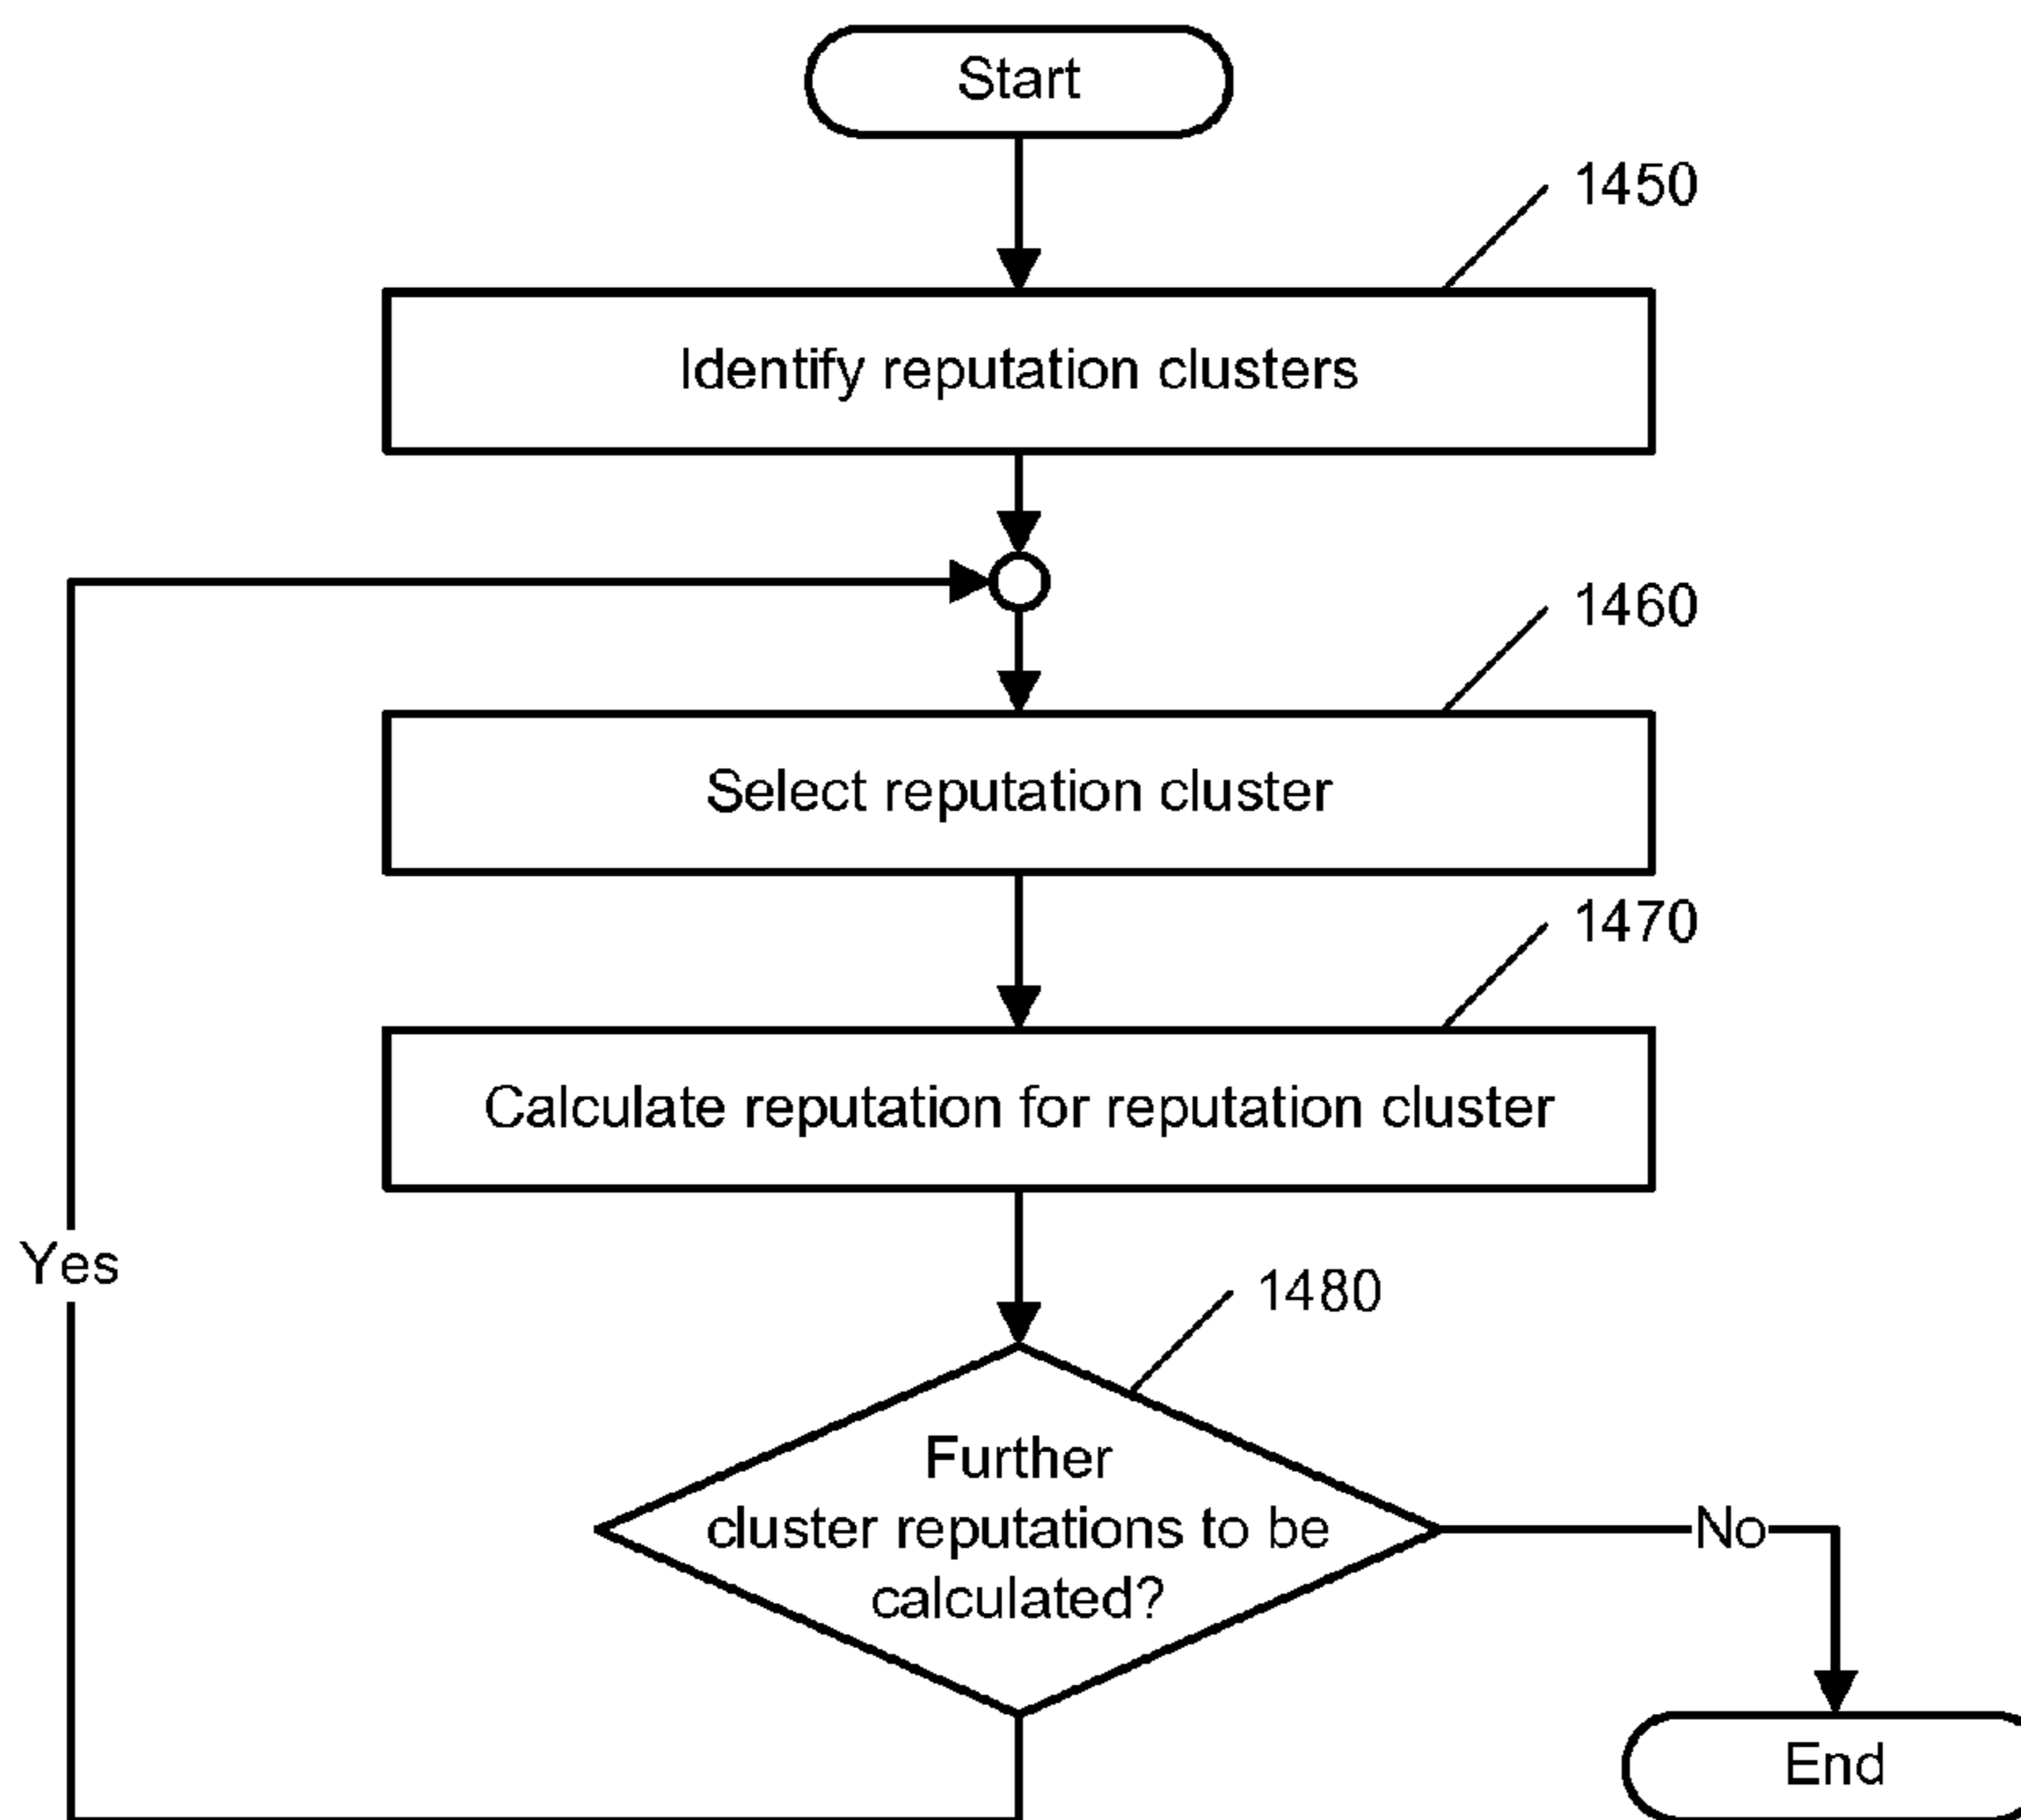 Start
1450
Identify reputation clusters
1460
Select reputation cluster
1470
Calculate reputation for reputation cluster
Yes
1480
Further
cluster reputations to be
calculated?
No
End